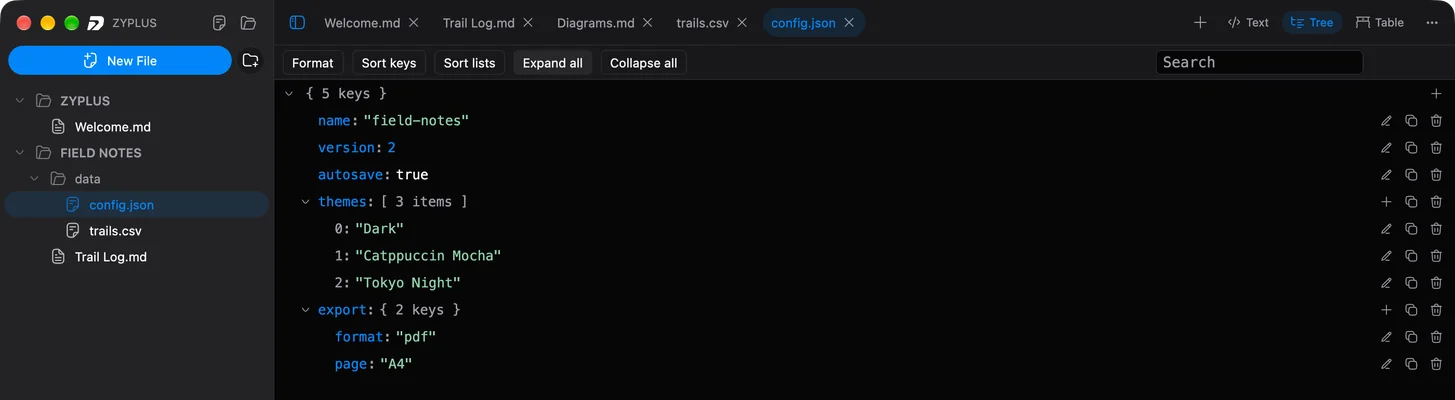 ZYPLUS
Welcome.md
Trail Log.md
Diagrams.md
trails.csv
config.json
Text
Tree
Table
New File
Format
Sort keys
Sort lists
Expand all
Collapse all
Search
ZYPLUS
Welcome.md
FIELD NOTES
data
config.json
trails.csv
Trail Log.md
{ 5 keys }
name: "field-notes"
version: 2
autosave: true
themes: [ 3 items ]
0: "Dark"
1: "Catppuccin Mocha"
2: "Tokyo Night"
export: { 2 keys }
format: "pdf"
page: "A4"